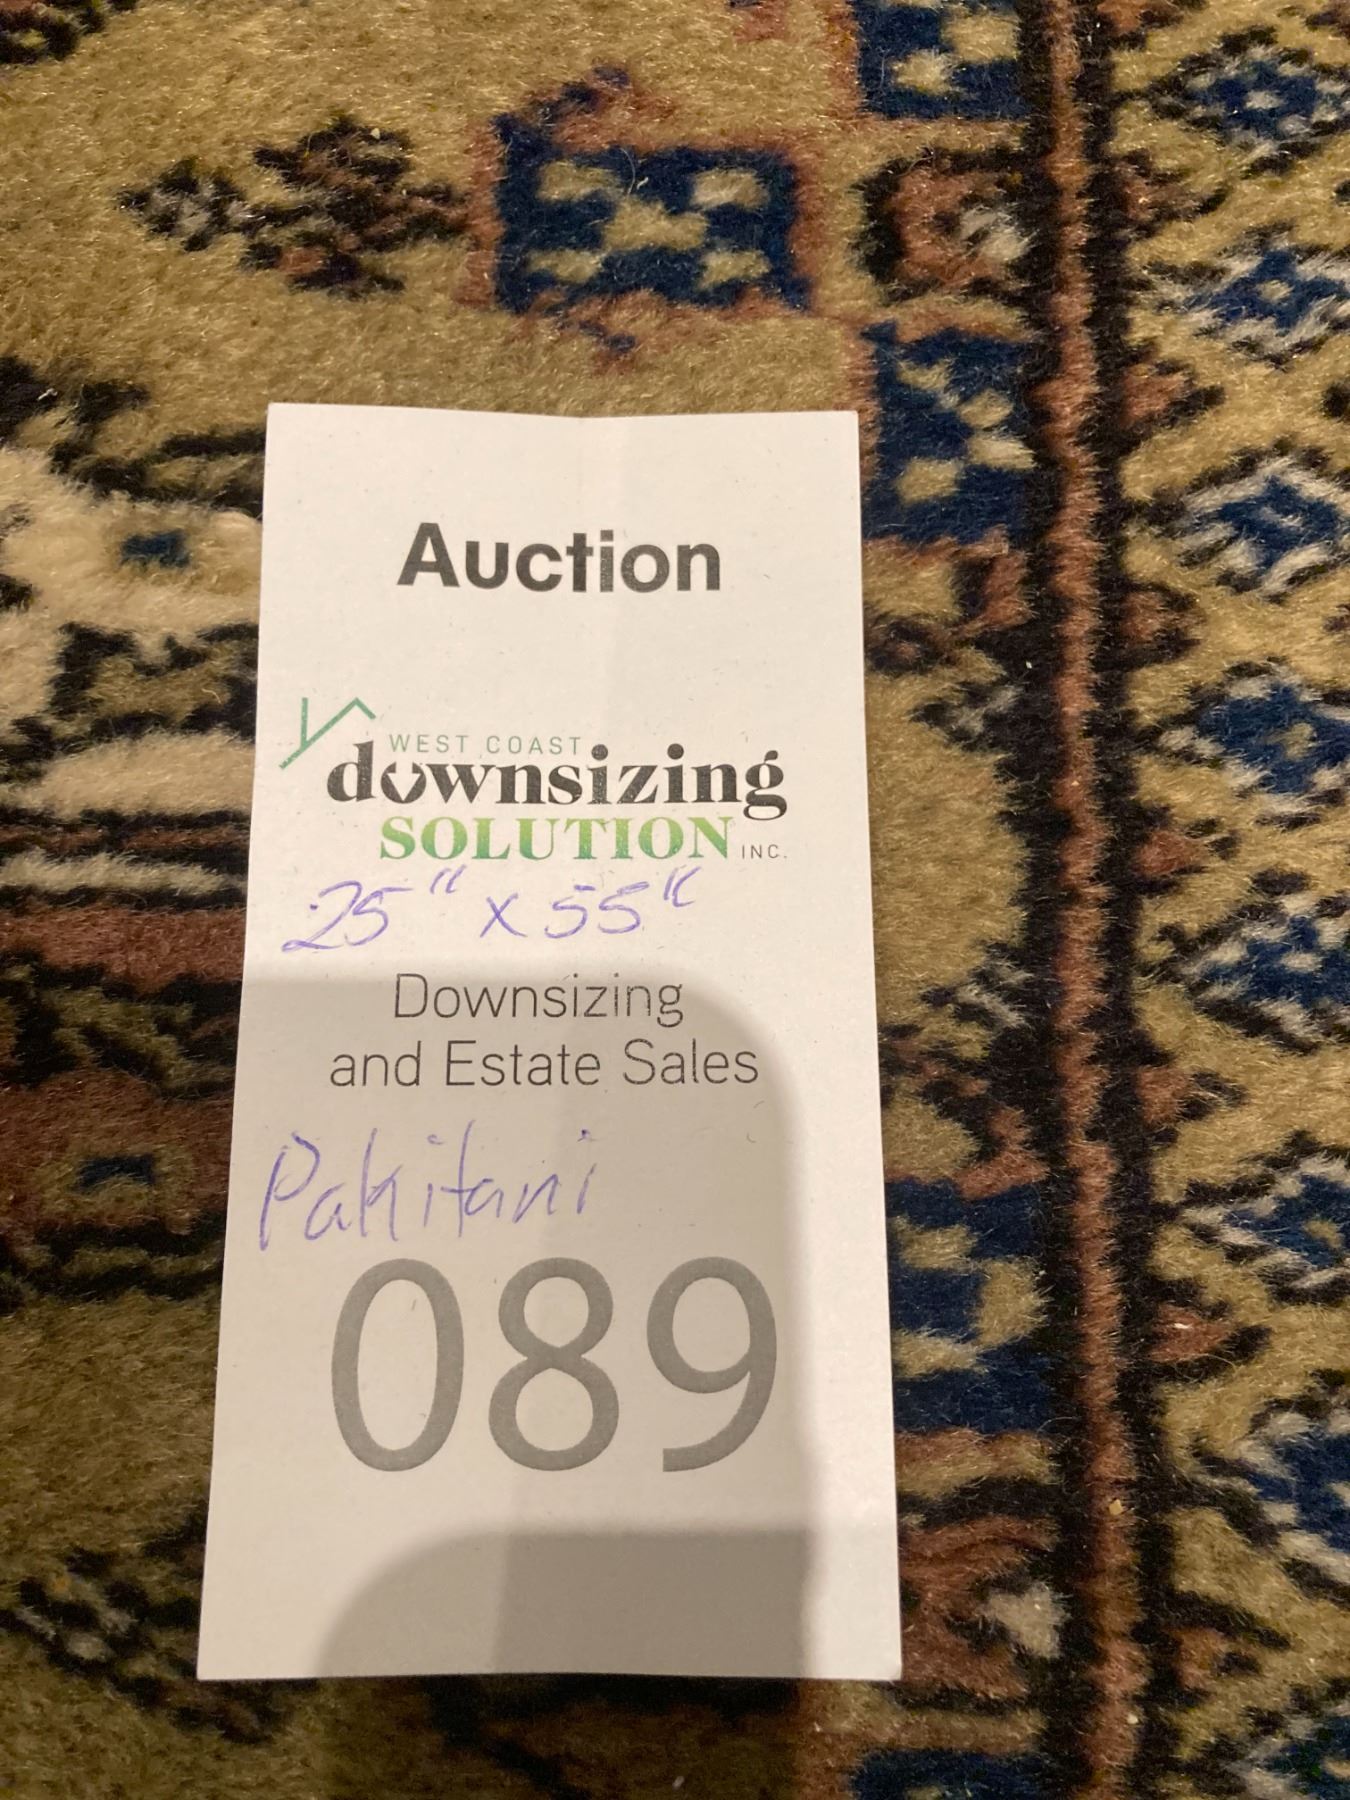 Auction
WEST COAST
downsizing
SOLUTION INC.
25" x 55"
Downsizing
and Estate Sales
Pakitani
089